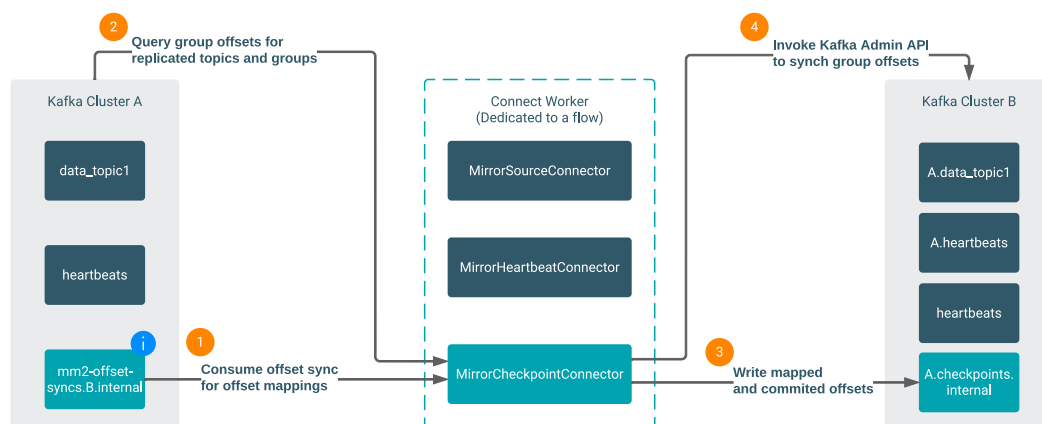 2
Query group offsets for
replicated topics and groups
4
Invoke Kafka Admin API
to synch group offsets
Kafka Cluster A
data_topic1
heartbeats
i
mm2-offset-
syncs.B.internal
1
Consume offset sync
for offset mappings
Connect Worker
(Dedicated to a flow)
MirrorSourceConnector
MirrorHeartbeatConnector
MirrorCheckpointConnector
3
Write mapped
and commited offsets
Kafka Cluster B
A.data_topic1
A.heartbeats
heartbeats
A.checkpoints.
internal